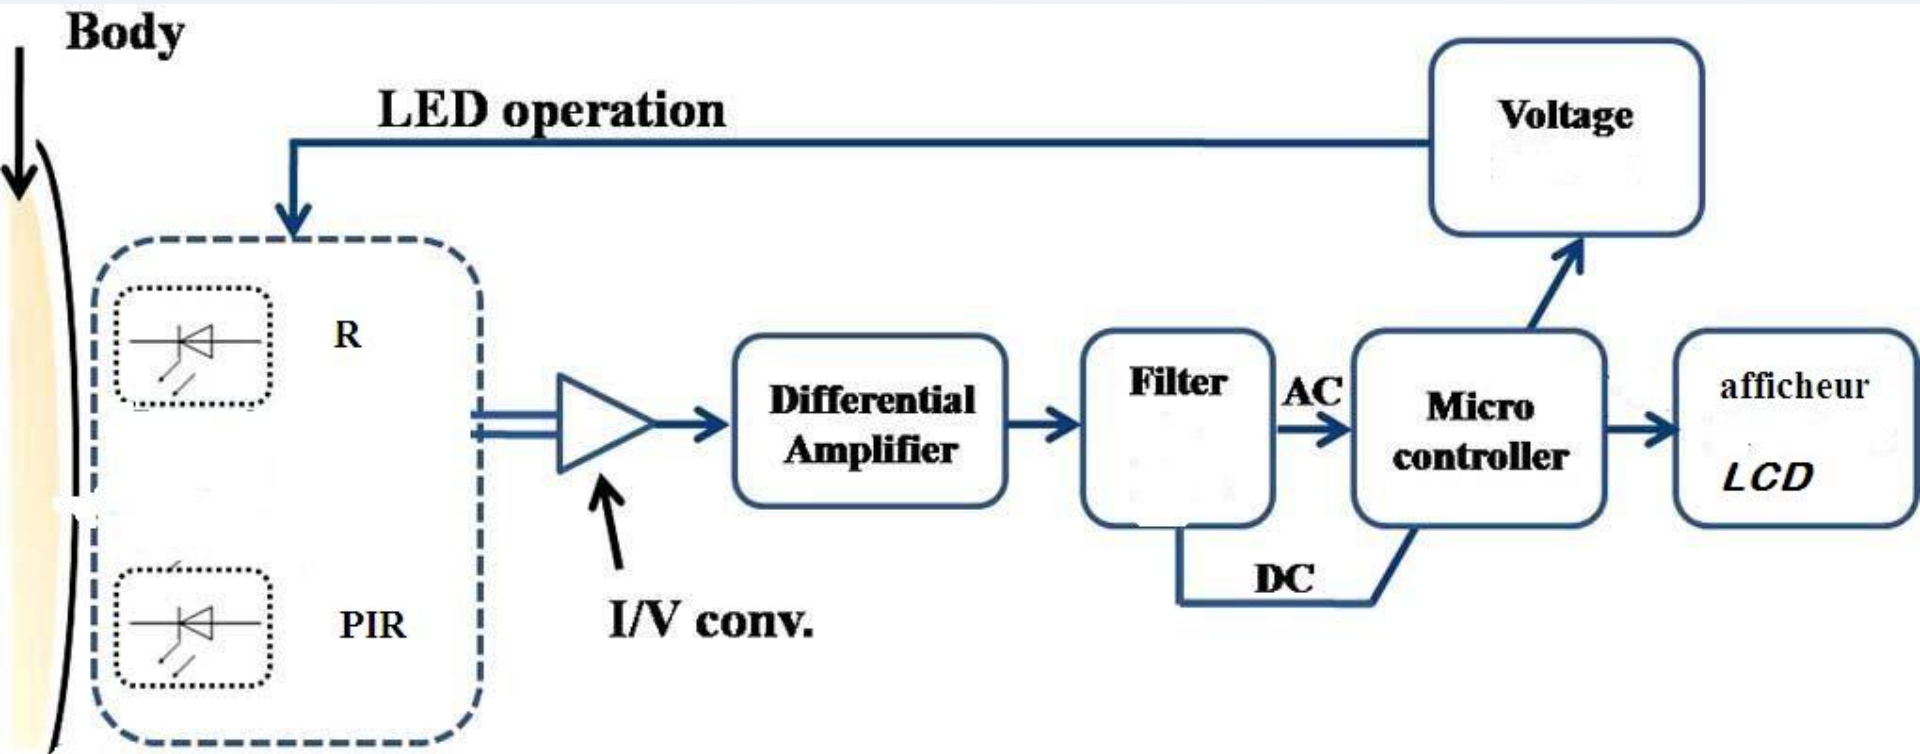 Body
LED operation
Voltage
R
PIR
I/V conv.
Differential
Amplifier
Filter
AC
DC
Micro
controller
afficheur
LCD